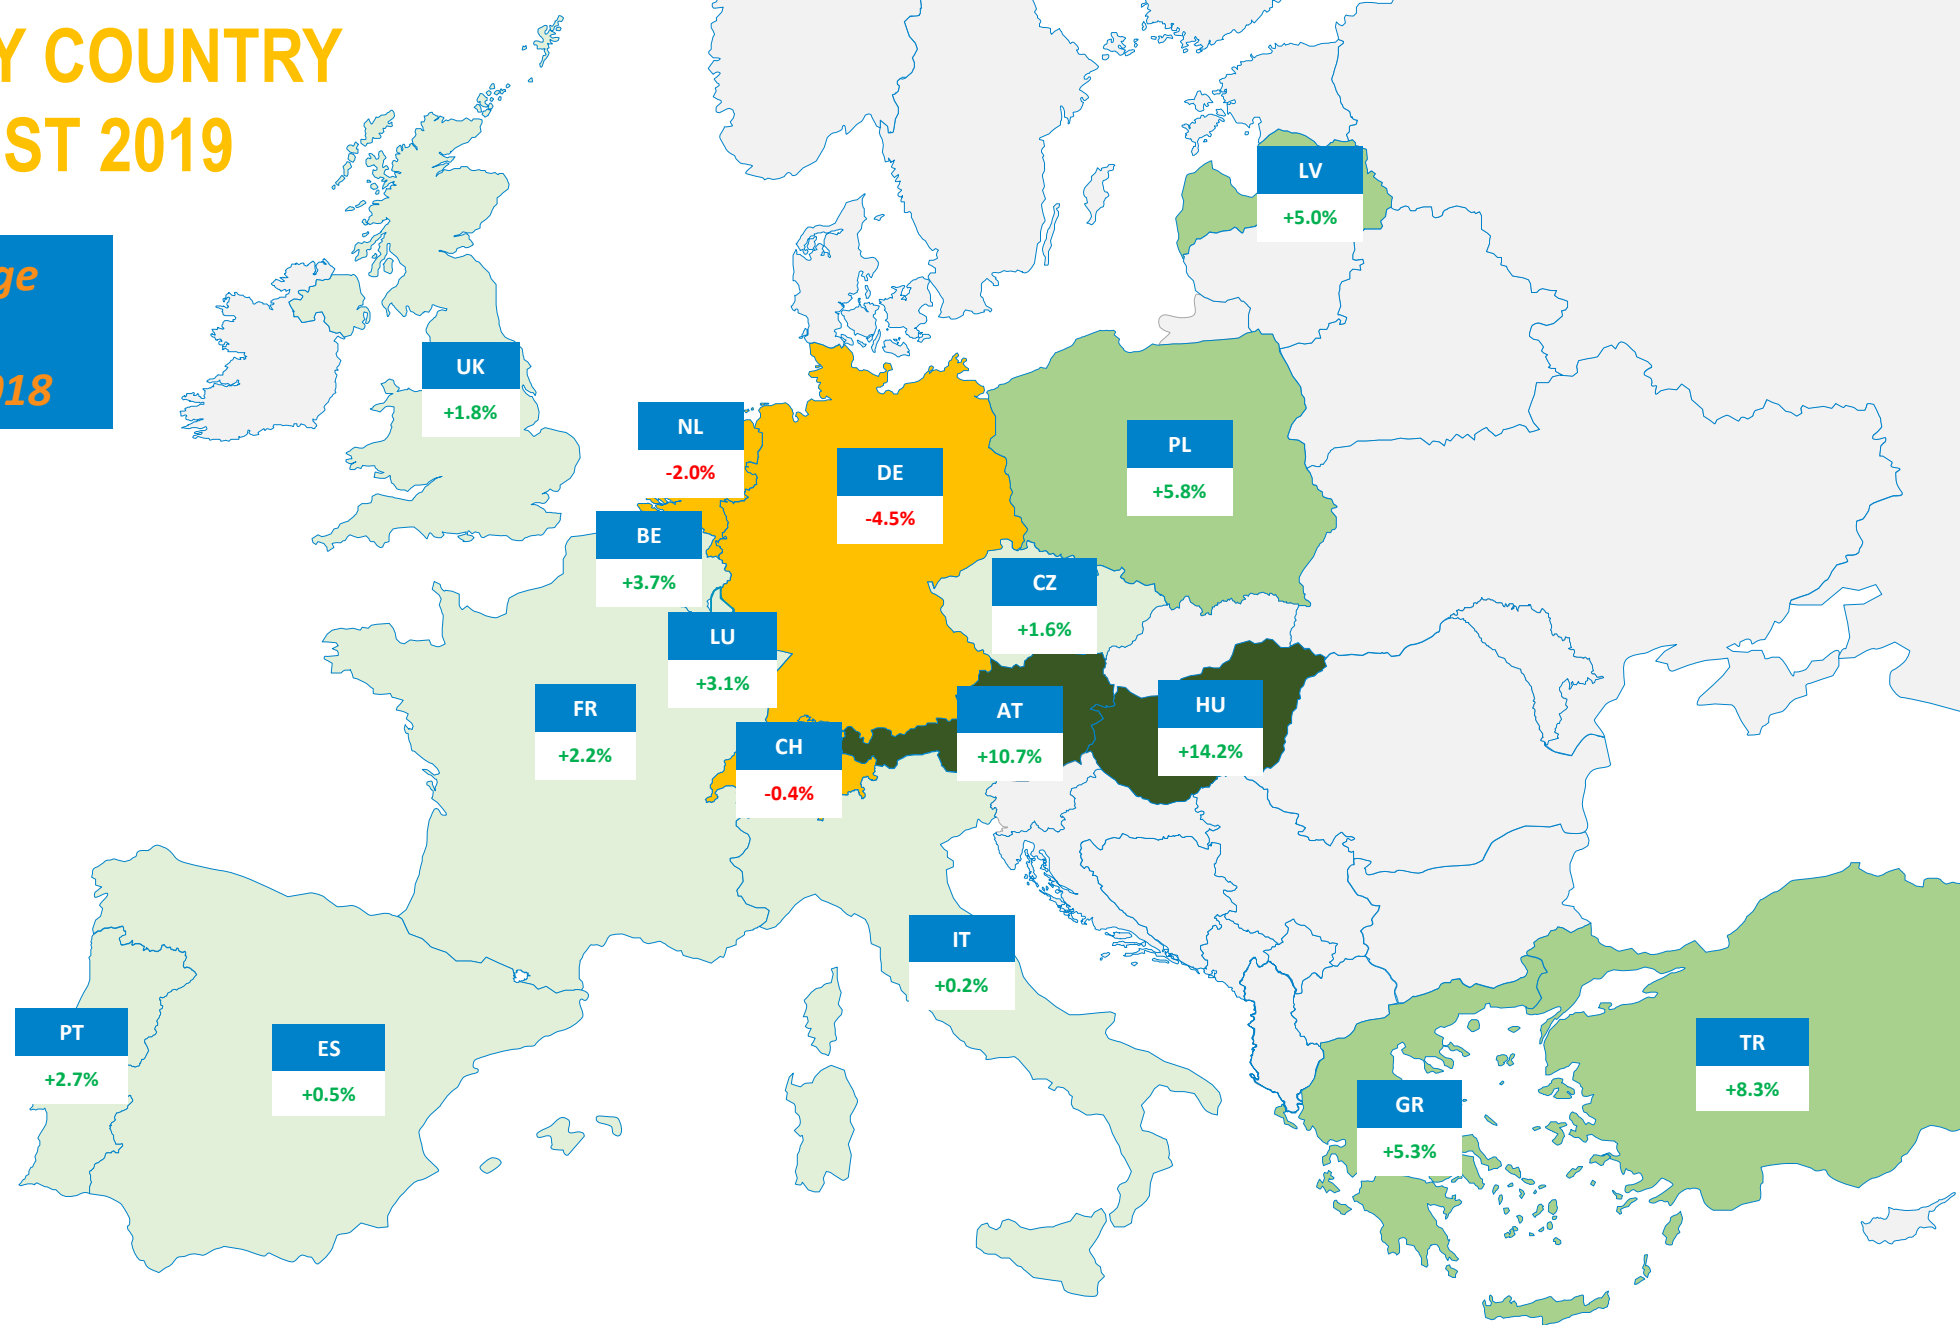 Y COUNTRY
ST 2019
ge
018
LV
+5.0%
UK
+1.8%
NL
-2.0%
DE
-4.5%
PL
+5.8%
BE
+3.7%
CZ
+1.6%
LU
+3.1%
FR
+2.2%
AT
+10.7%
HU
+14.2%
CH
-0.4%
IT
+0.2%
PT
+2.7%
ES
+0.5%
TR
+8.3%
GR
+5.3%